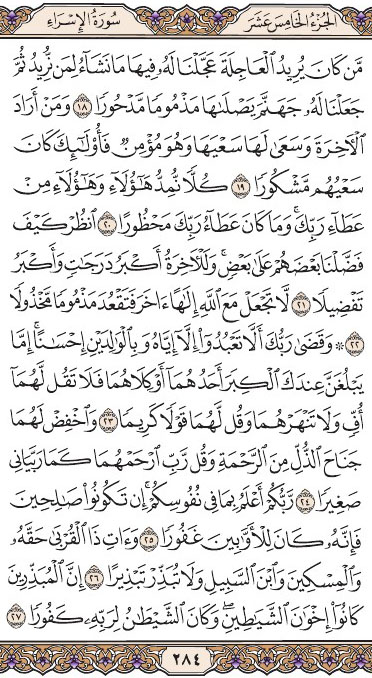 الجُزْءُ الخَامِسَ عَشَرَ سُورَةُ الإِسْرَاءِ
مَّن كَانَ يُرِيدُ ٱلْعَاجِلَةَ عَجَّلْنَا لَهُۥ فِيهَا مَا نَشَآءُ لِمَن نُّرِيدُ ثُمَّ
جَعَلْنَا لَهُۥ جَهَنَّمَ يَصْلَىٰهَا مَذْمُومًا مَّدْحُورًا ١٨ وَمَنْ أَرَادَ
ٱلْأٓخِرَةَ وَسَعَىٰ لَهَا سَعْيَهَا وَهُوَ مُؤْمِنٌ فَأُو۟لَٰٓئِكَ كَانَ
سَعْيُهُم مَّشْكُورًا ١٩ كُلًّا نُّمِدُّ هَٰٓؤُلَآءِ وَهَٰٓؤُلَآءِ مِنْ
عَطَآءِ رَبِّكَ ۚ وَمَا كَانَ عَطَآءُ رَبِّكَ مَحْظُورًا ٢٠ ٱنظُرْ كَيْفَ
فَضَّلْنَا بَعْضَهُمْ عَلَىٰ بَعْضٍ ۚ وَلَلْأٓخِرَةُ أَكْبَرُ دَرَجَٰتٍ وَأَكْبَرُ
تَفْضِيلًا ٢١ لَّا تَجْعَلْ مَعَ ٱللَّهِ إِلَٰهًا ءَاخَرَ فَتَقْعُدَ مَذْمُومًا مَّخْذُولًا
٢٢ ۞ وَقَضَىٰ رَبُّكَ أَلَّا تَعْبُدُوٓا۟ إِلَّآ إِيَّاهُ وَبِٱلْوَٰلِدَيْنِ إِحْسَٰنًا ۚ إِمَّا
يَبْلُغَنَّ عِندَكَ ٱلْكِبَرَ أَحَدُهُمَآ أَوْ كِلَاهُمَا فَلَا تَقُل لَّهُمَآ
أُفٍّ وَلَا تَنْهَرْهُمَا وَقُل لَّهُمَا قَوْلًا كَرِيمًا ٢٣ وَٱخْفِضْ لَهُمَا
جَنَاحَ ٱلذُّلِّ مِنَ ٱلرَّحْمَةِ وَقُل رَّبِّ ٱرْحَمْهُمَا كَمَا رَبَّيَانِي
صَغِيرًا ٢٤ رَّبُّكُمْ أَعْلَمُ بِمَا فِي نُفُوسِكُمْ ۚ إِن تَكُونُوا۟ صَٰلِحِينَ
فَإِنَّهُۥ كَانَ لِلْأَوَّٰبِينَ غَفُورًا ٢٥ وَءَاتِ ذَا ٱلْقُرْبَىٰ حَقَّهُۥ
وَٱلْمِسْكِينَ وَٱبْنَ ٱلسَّبِيلِ وَلَا تُبَذِّرْ تَبْذِيرًا ٢٦ إِنَّ ٱلْمُبَذِّرِينَ
كَانُوٓا۟ إِخْوَٰنَ ٱلشَّيَٰطِينِ ۖ وَكَانَ ٱلشَّيْطَٰنُ لِرَبِّهِۦ كَفُورًا ٢٧
٢٨٤